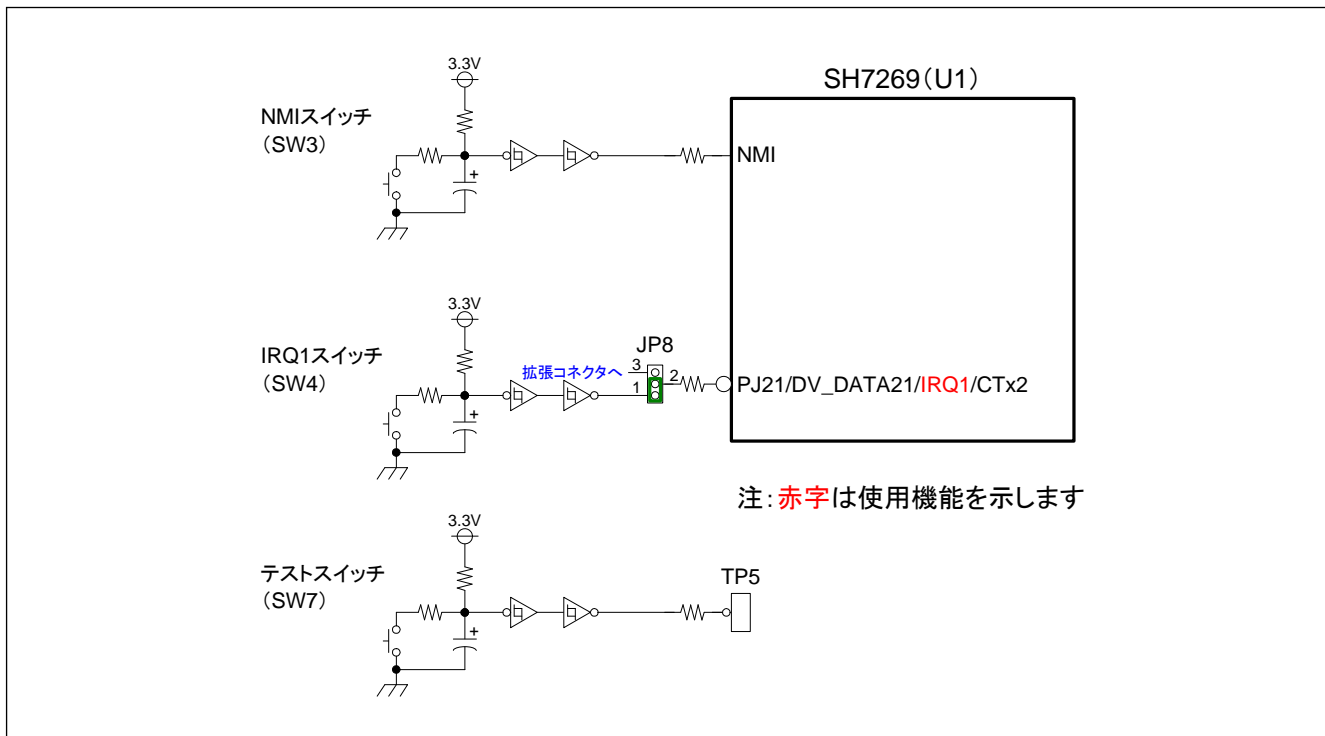 SH7269(U1)
3.3V
NMIスイッチ
(SW3)
NMI
3.3V
IRQ1スイッチ
(SW4)
拡張コネクタへ
JP8
3
2
1
PJ21/DV_DATA21/IRQ1/CTx2
注:赤字は使用機能を示します
3.3V
テストスイッチ
(SW7)
TP5